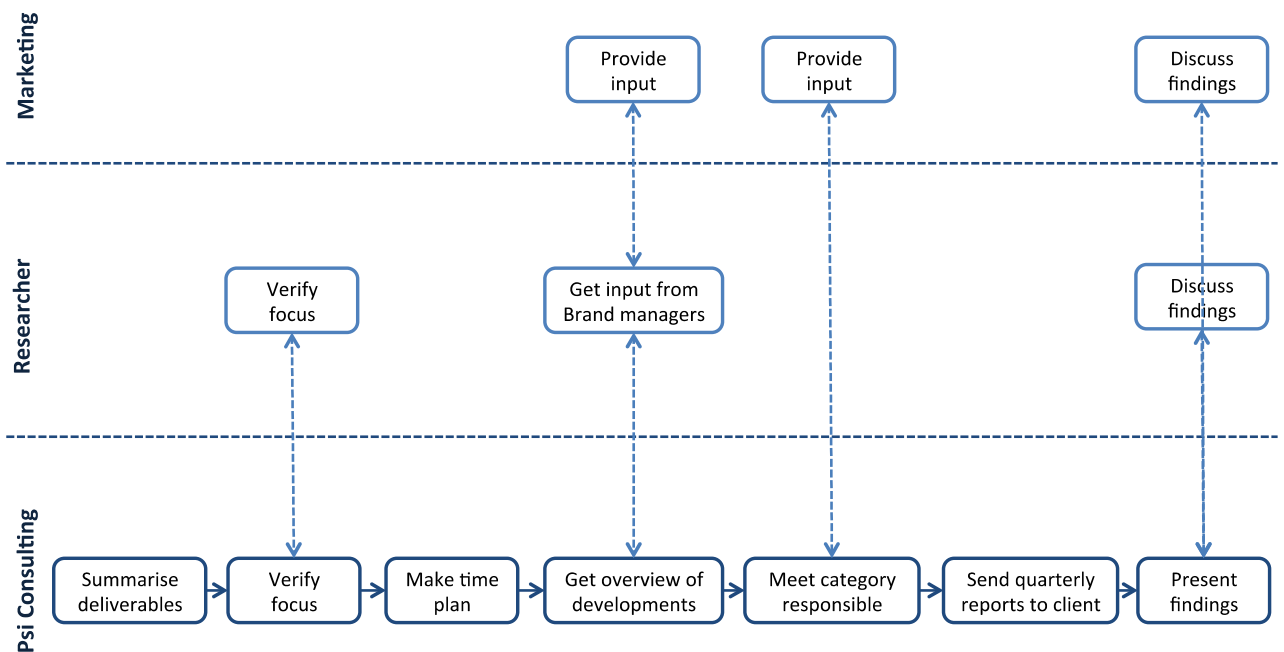 Marketing
Provide
input
Provide
input
Discuss
findings
Researcher
Verify
focus
Get input from
Brand managers
Discuss
findings
Psi Consulting
Summarise
deliverables
Verify
focus
Make time
plan
Get overview of
developments
Meet category
responsible
Send quarterly
reports to client
Present
findings